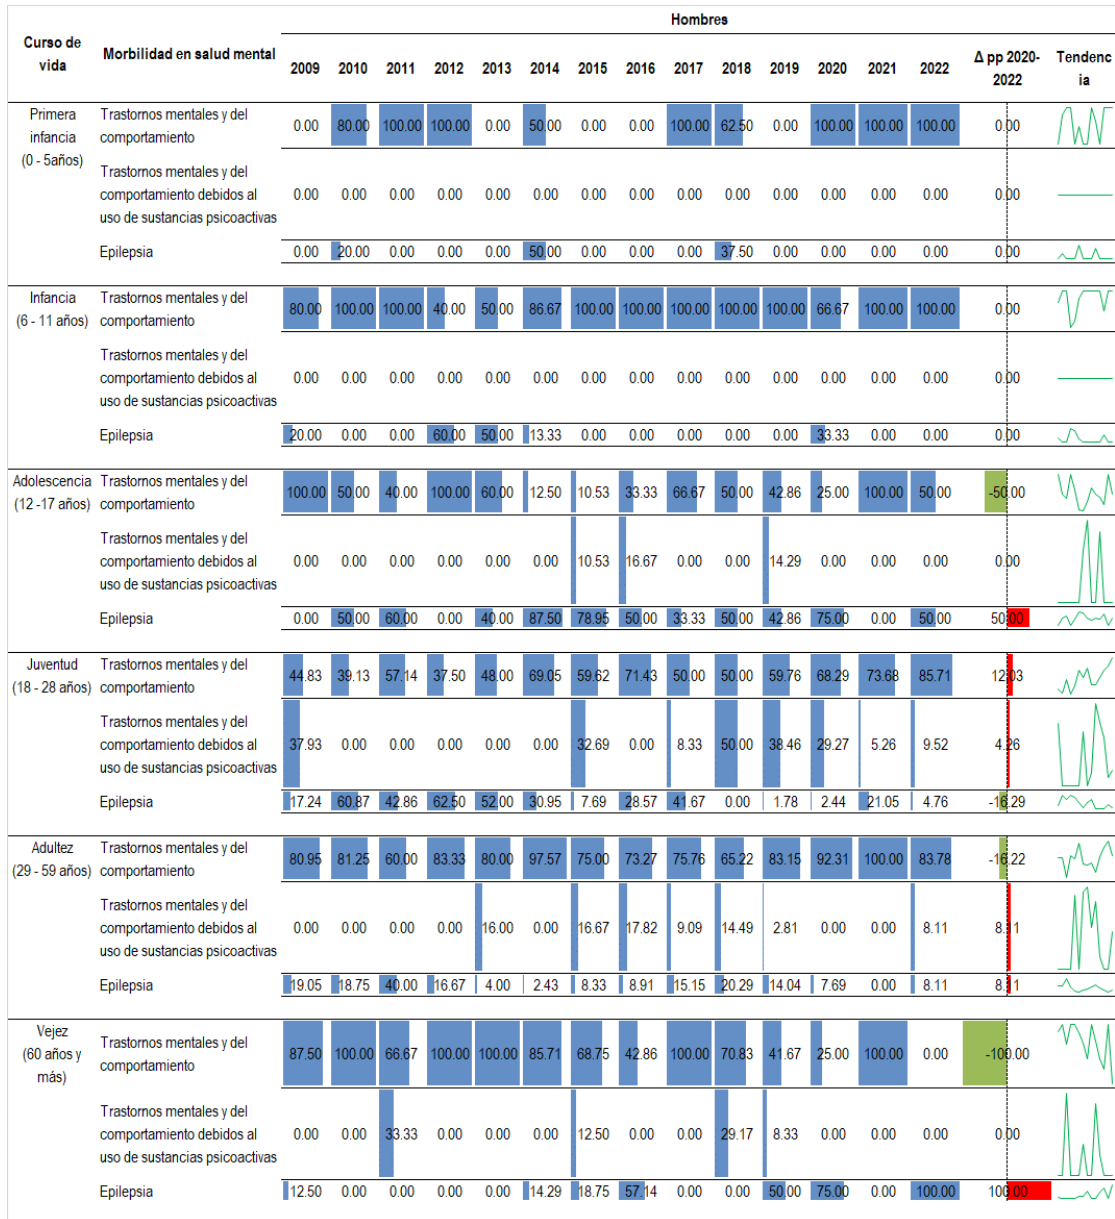 Hombres
Curso de vida Morbilidad en salud mental 2009 2010 2011 2012 2013 2014 2015 2016 2017 2018 2019 2020 2021 2022 Δ pp 2020-2022 Tendencia
Primera infancia (0 - 5años) Trastornos mentales y del comportamiento 0.00 80.00 100.00 100.00 0.00 50.00 0.00 0.00 100.00 62.50 0.00 100.00 100.00 100.00 0.00
Trastornos mentales y del comportamiento debidos al uso de sustancias psicoactivas 0.00 0.00 0.00 0.00 0.00 0.00 0.00 0.00 0.00 0.00 0.00 0.00 0.00 0.00 0.00
Epilepsia 0.00 20.00 0.00 0.00 0.00 50.00 0.00 0.00 0.00 37.50 0.00 0.00 0.00 0.00 0.00
Infancia (6 - 11 años) Trastornos mentales y del comportamiento 80.00 100.00 100.00 40.00 50.00 86.67 100.00 100.00 100.00 100.00 100.00 66.67 100.00 100.00 0.00
Trastornos mentales y del comportamiento debidos al uso de sustancias psicoactivas 0.00 0.00 0.00 0.00 0.00 0.00 0.00 0.00 0.00 0.00 0.00 0.00 0.00 0.00 0.00
Epilepsia 20.00 0.00 0.00 60.00 50.00 13.33 0.00 0.00 0.00 0.00 0.00 33.33 0.00 0.00 0.00
Adolescencia (12 -17 años) Trastornos mentales y del comportamiento 100.00 50.00 40.00 100.00 60.00 12.50 10.53 33.33 66.67 50.00 42.86 25.00 100.00 50.00 -50.00
Trastornos mentales y del comportamiento debidos al uso de sustancias psicoactivas 0.00 0.00 0.00 0.00 0.00 0.00 10.53 16.67 0.00 0.00 14.29 0.00 0.00 0.00 0.00
Epilepsia 0.00 50.00 60.00 0.00 40.00 87.50 78.95 50.00 33.33 50.00 42.86 75.00 0.00 50.00 50.00
Juventud (18 - 28 años) Trastornos mentales y del comportamiento 44.83 39.13 57.14 37.50 48.00 69.05 59.62 71.43 50.00 50.00 59.76 68.29 73.68 85.71 12.03
Trastornos mentales y del comportamiento debidos al uso de sustancias psicoactivas 37.93 0.00 0.00 0.00 0.00 0.00 32.69 0.00 8.33 50.00 38.46 29.27 5.26 9.52 4.26
Epilepsia 17.24 60.87 42.86 62.50 52.00 30.95 7.69 28.57 41.67 0.00 1.78 2.44 21.05 4.76 -16.29
Adultez (29 - 59 años) Trastornos mentales y del comportamiento 80.95 81.25 60.00 83.33 80.00 97.57 75.00 73.27 75.76 65.22 83.15 92.31 100.00 83.78 -16.22
Trastornos mentales y del comportamiento debidos al uso de sustancias psicoactivas 0.00 0.00 0.00 0.00 16.00 0.00 16.67 17.82 9.09 14.49 2.81 0.00 0.00 8.11 8.11
Epilepsia 19.05 18.75 40.00 16.67 4.00 2.43 8.33 8.91 15.15 20.29 14.04 7.69 0.00 8.11 8.11
Vejez (60 años y más) Trastornos mentales y del comportamiento 87.50 100.00 66.67 100.00 100.00 85.71 68.75 42.86 100.00 70.83 41.67 25.00 100.00 0.00 -100.00
Trastornos mentales y del comportamiento debidos al uso de sustancias psicoactivas 0.00 0.00 33.33 0.00 0.00 0.00 12.50 0.00 0.00 29.17 8.33 0.00 0.00 0.00 0.00
Epilepsia 12.50 0.00 0.00 0.00 0.00 14.29 18.75 57.14 0.00 0.00 50.00 75.00 0.00 100.00 100.00